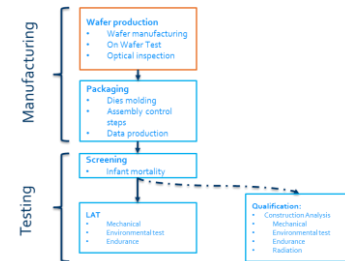 Manufacturing
Wafer production
• Wafer manufacturing
• On Wafer Test
• Optical inspection
Packaging
• Dies molding
• Assembly control
steps
• Data production
Testing
Screening
• Infant mortality
LAT
• Mechanical
• Environmental test
• Endurance
Qualification:
• Construction Analysis
• Mechanical
• Environmental test
• Endurance
• Radiation